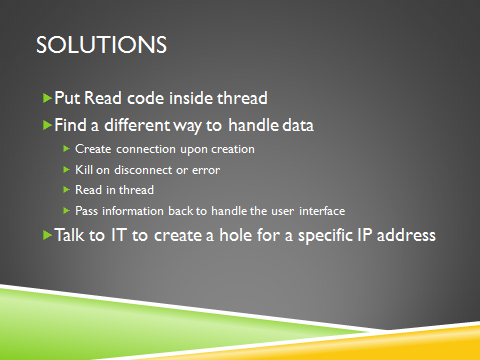 SOLUTIONS
Put Read code inside thread
Find a different way to handle data
Create connection upon creation
Kill on disconnect or error
Read in thread
Pass information back to handle the user interface
Talk to IT to create a hole for a specific IP address